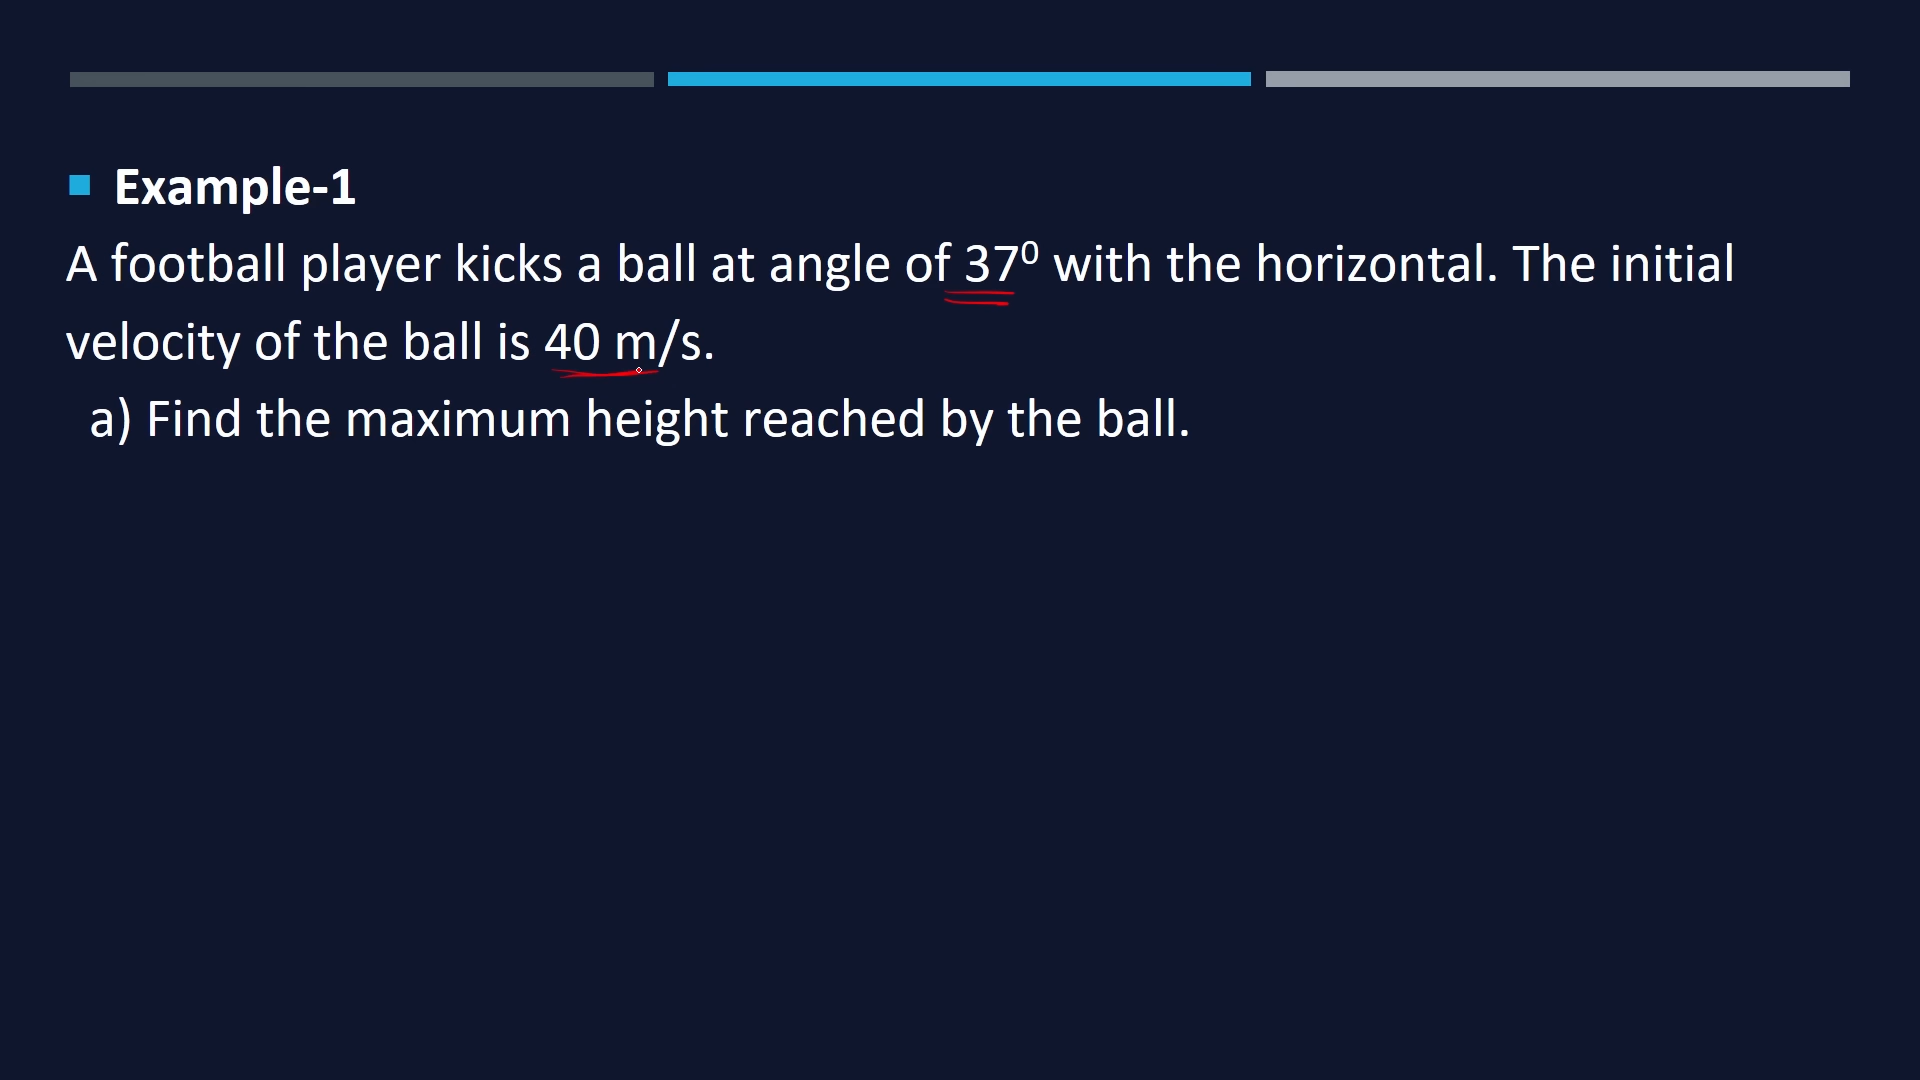 Example-1
A football player kicks a ball at angle of 37⁰ with the horizontal. The initial
velocity of the ball is 40 m/s.
a) Find the maximum height reached by the ball.